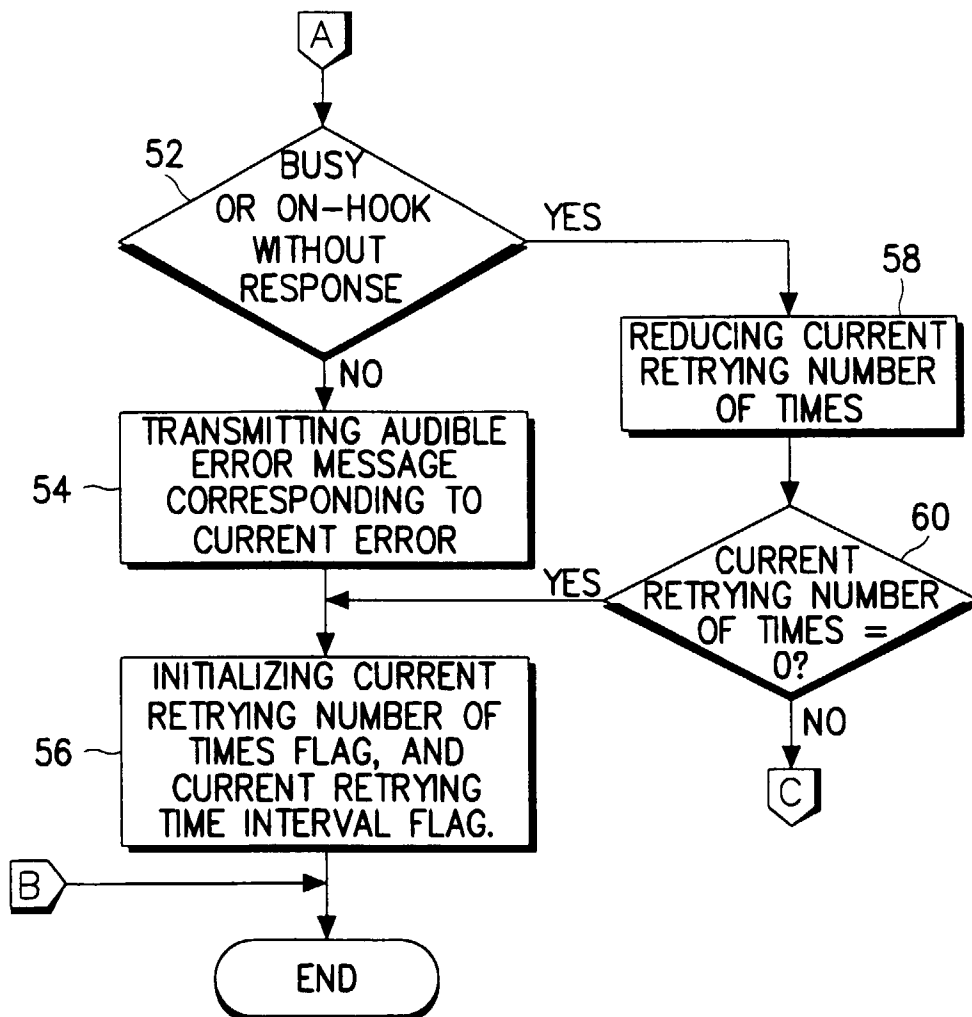 A
52
BUSY
OR ON-HOOK
WITHOUT
RESPONSE
YES
NO
58
REDUCING CURRENT
RETRYING NUMBER
OF TIMES
54
TRANSMITTING AUDIBLE
ERROR MESSAGE
CORRESPONDING TO
CURRENT ERROR
60
CURRENT
RETRYING NUMBER
OF TIMES =
0?
YES
NO
C
56
INITIALIZING CURRENT
RETRYING NUMBER OF
TIMES FLAG, AND
CURRENT RETRYING
TIME INTERVAL FLAG.
B
END